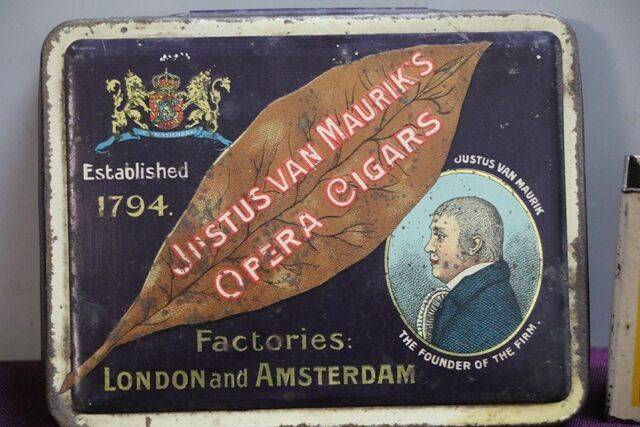 Established
1794.
JUSTUS VAN MAURIK'S
OPERA CIGARS
JUSTUS VAN MAURIK
THE FOUNDER OF THE FIRM.
Factories:
LONDON and AMSTERDAM